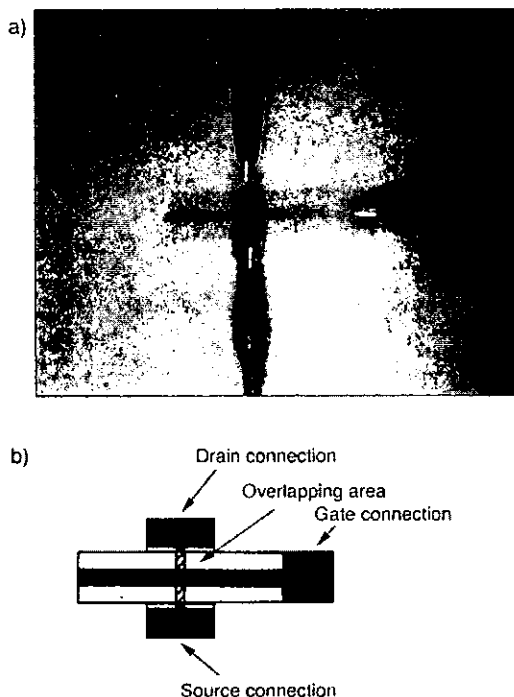 a)
b)
Drain connection
Overlapping area
Gate connection
Source connection